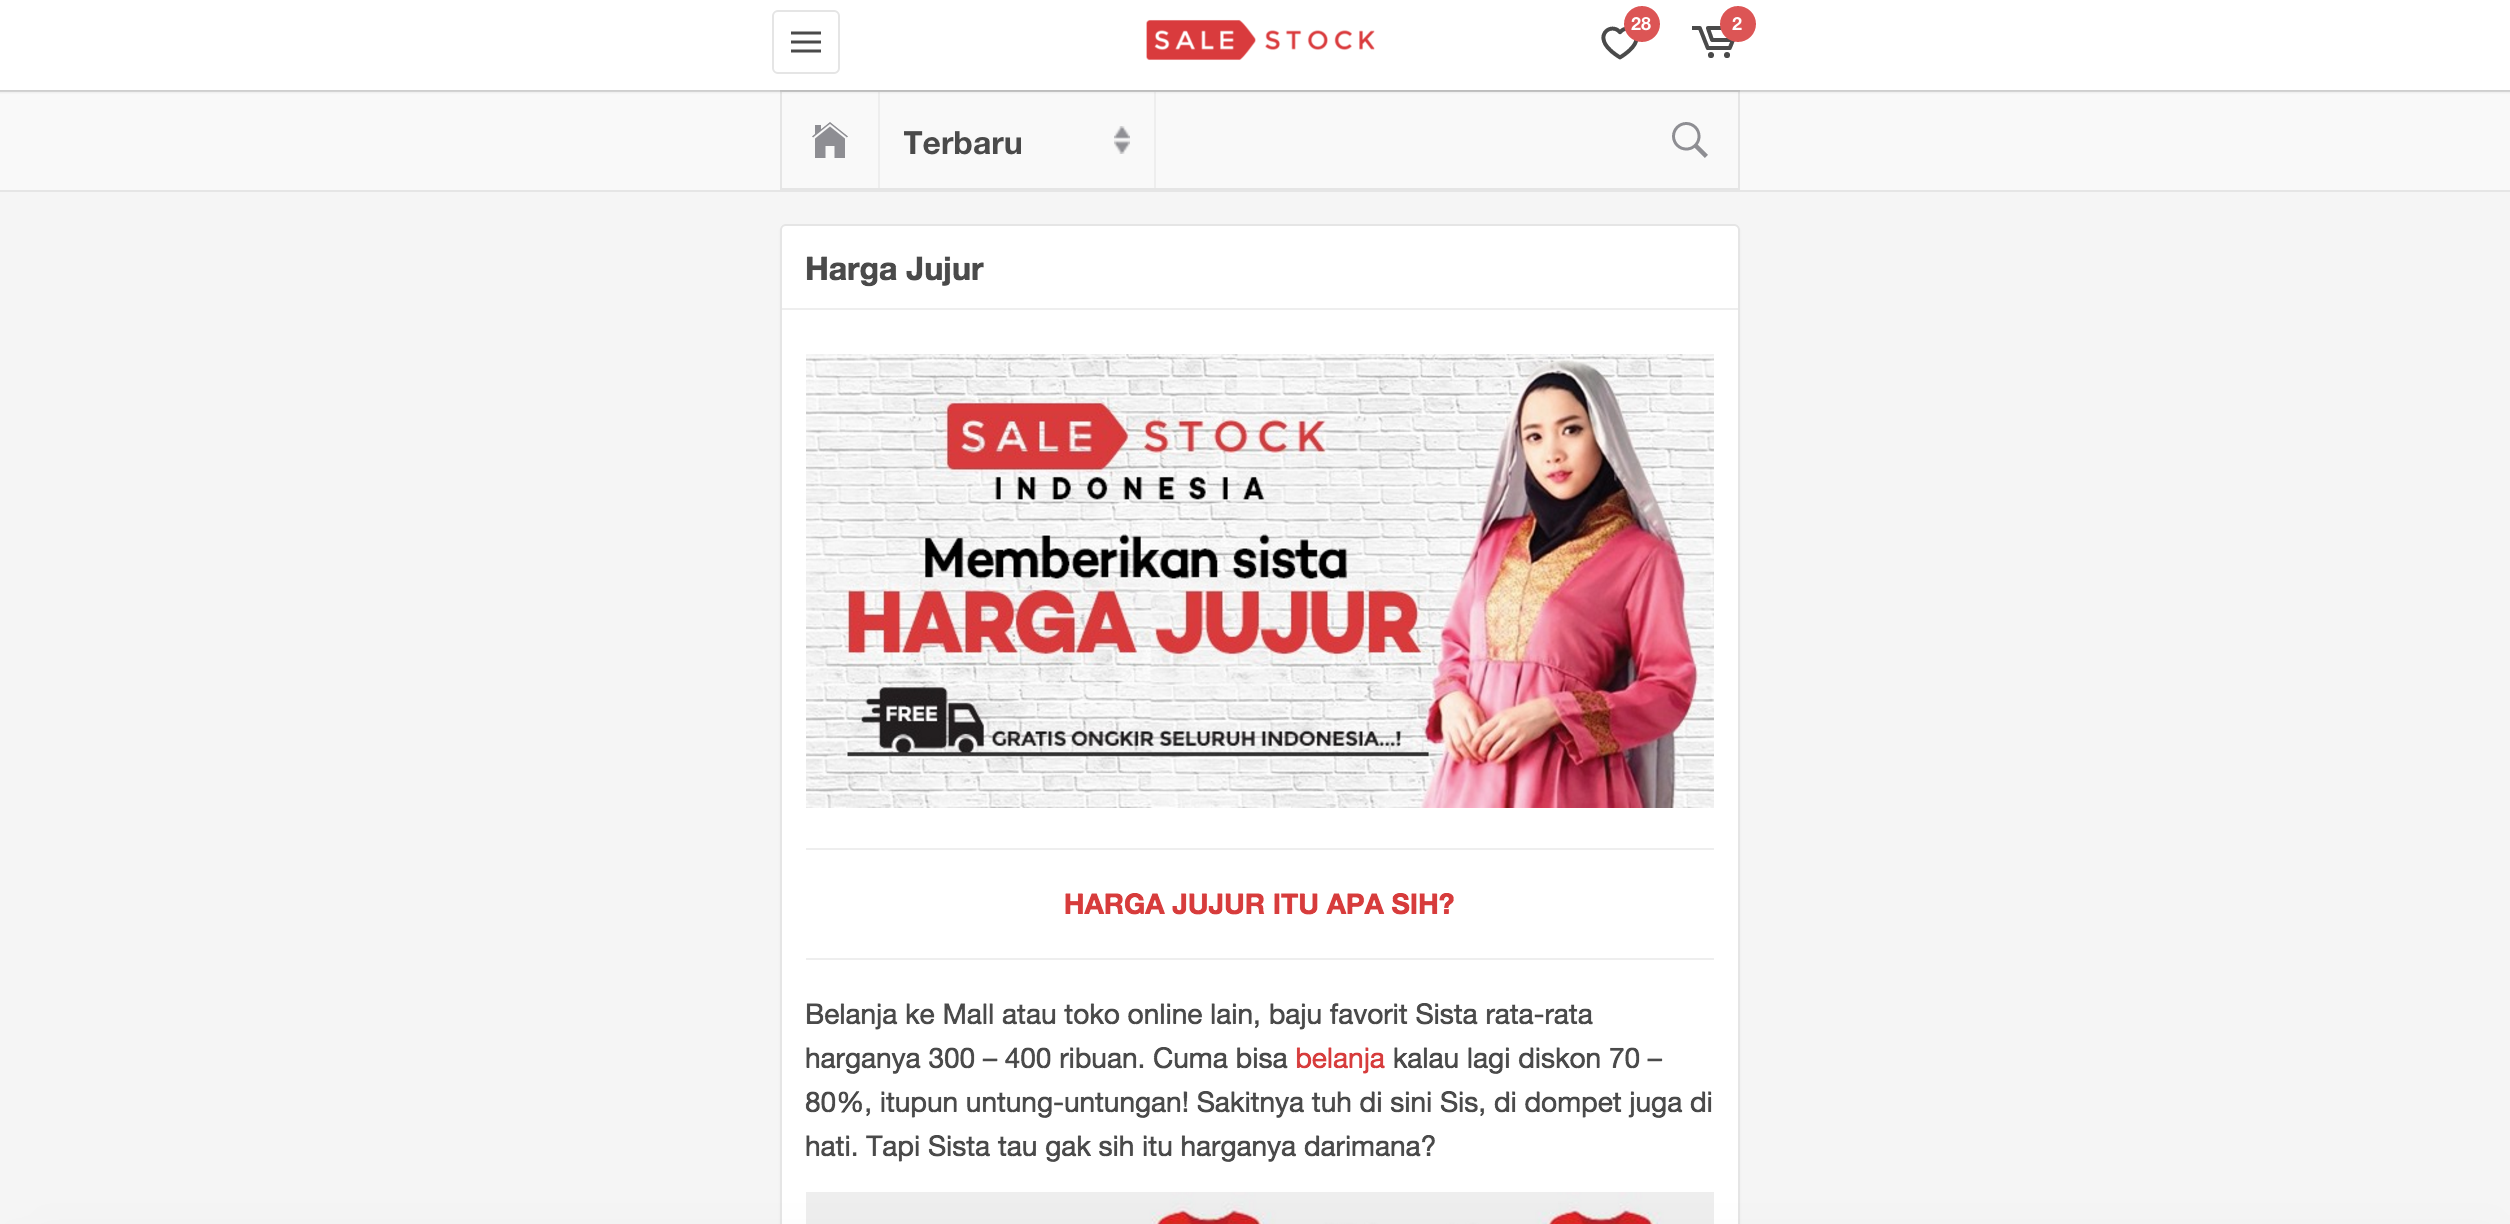 SALE STOCK
28
2
Terbaru
Harga Jujur
SALE STOCK
INDONESIA
Memberikan sista
HARGA JUJUR
FREE
GRATIS ONGKIR SELURUH INDONESIA...!
HARGA JUJUR ITU APA SIH?
Belanja ke Mall atau toko online lain, baju favorit Sista rata-rata
harganya 300 – 400 ribuan. Cuma bisa belanja kalau lagi diskon 70 –
80%, itupun untung-untungan! Sakitnya tuh di sini Sis, di dompet juga di
hati. Tapi Sista tau gak sih itu harganya darimana?